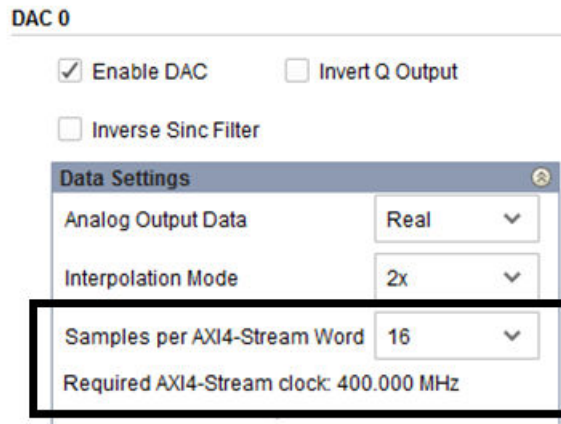 DAC 0
Enable DAC Invert Q Output
Inverse Sinc Filter
Data Settings
Analog Output Data Real
Interpolation Mode 2x
Samples per AXI4-Stream Word 16
Required AXI4-Stream clock: 400.000 MHz